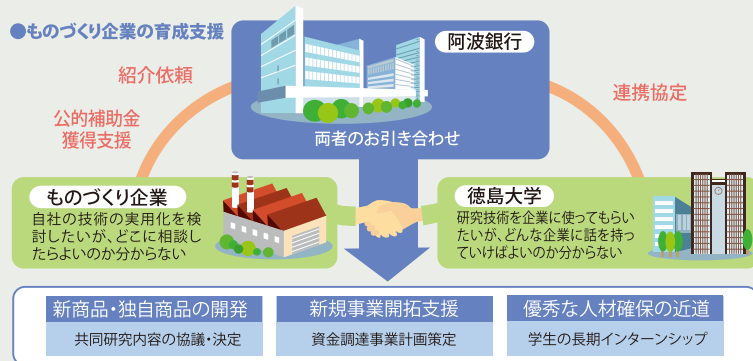 ●ものづくり企業の育成支援
阿波銀行
紹介依頼
公的補助金
獲得支援
両者のお引き合わせ
連携協定
ものづくり企業
自社の技術の実用化を検
討したいが、どこに相談し
たらよいのか分からない
徳島大学
研究技術を企業に使ってもらい
たいが、どんな企業に話を持っ
ていけばよいのか分からない
新商品・独自商品の開発
共同研究内容の協議・決定
新規事業開拓支援
資金調達事業計画策定
優秀な人材確保の近道
学生の長期インターンシップ